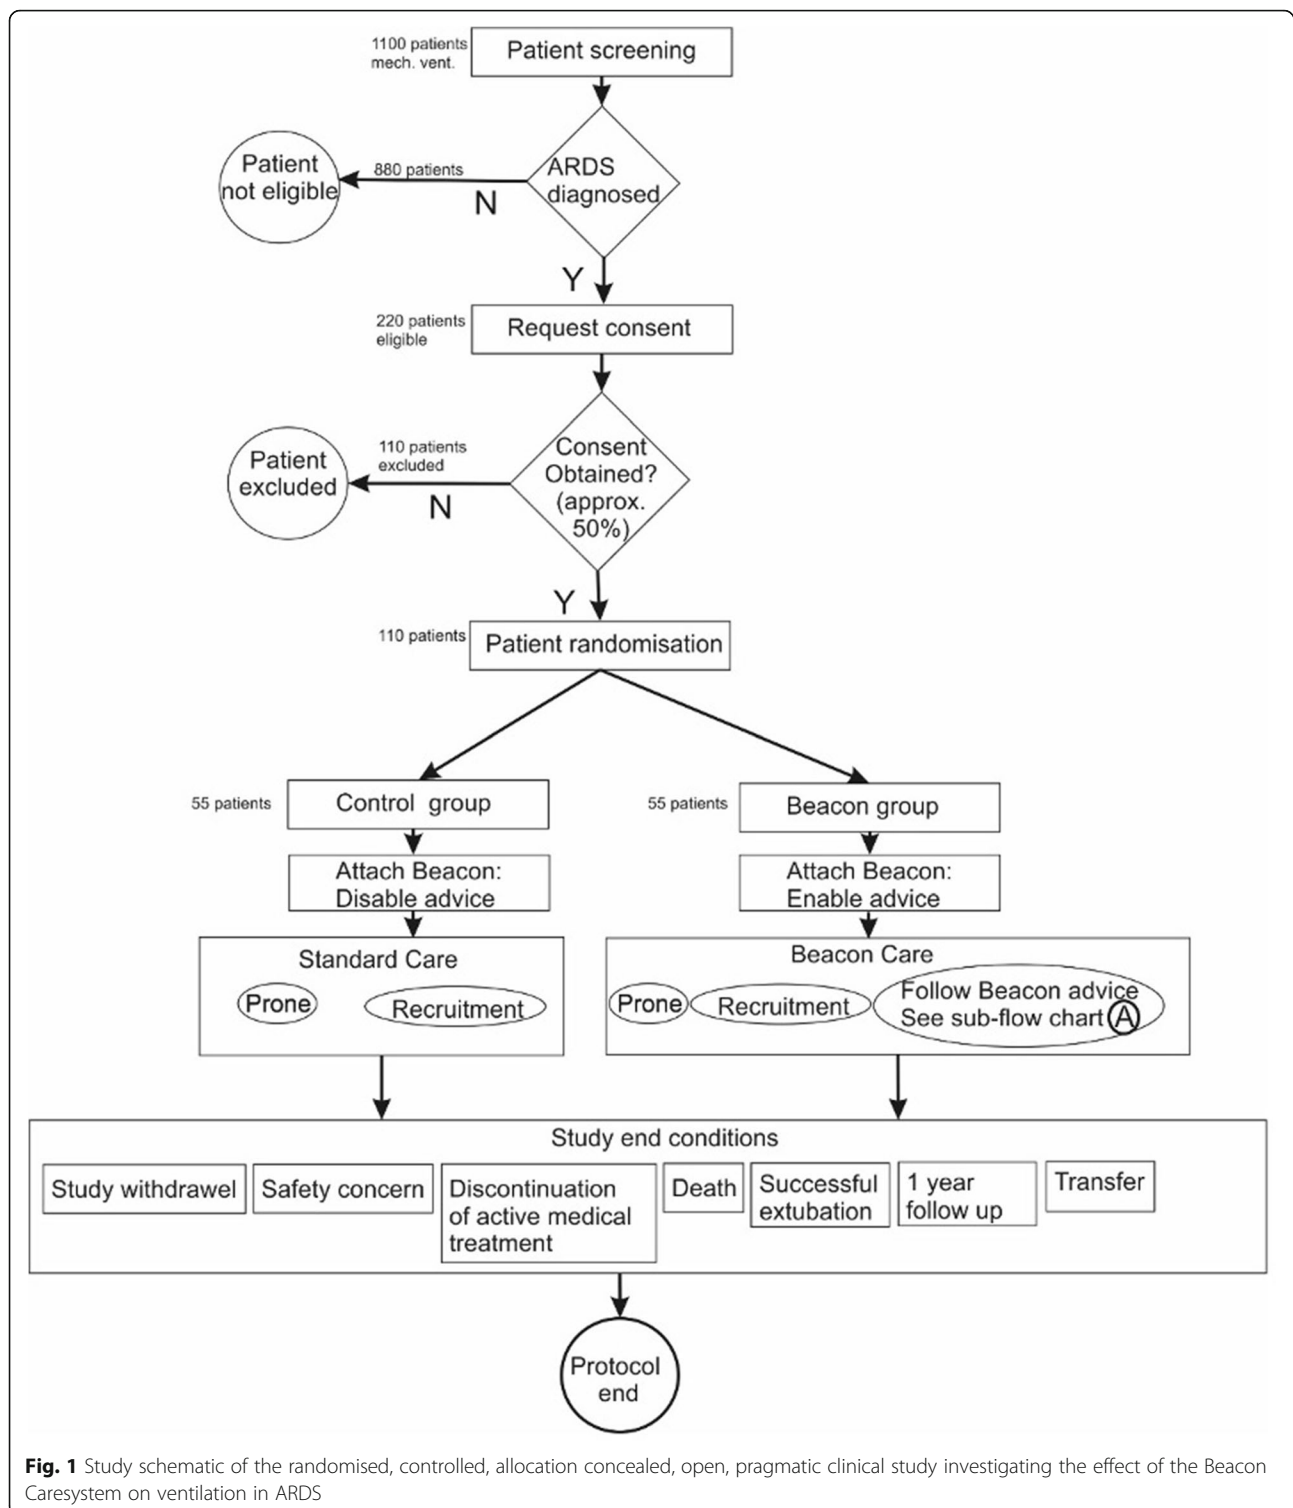 1100 patients
mech. vent.
Patient screening
ARDS
diagnosed
880 patients
N
Patient
not eligible
Y
220 patients
eligible
Request consent
Consent
Obtained?
(approx.
50%)
110 patients
excluded
N
Patient
excluded
Y
110 patients
Patient randomisation
55 patients
Control group
55 patients
Beacon group
Attach Beacon:
Disable advice
Attach Beacon:
Enable advice
Standard Care
Prone
Recruitment
Beacon Care
Prone
Recruitment
Follow Beacon advice
See sub-flow chart A
Study end conditions
Study withdrawel
Safety concern
Discontinuation
of active medical
treatment
Death
Successful
extubation
1 year
follow up
Transfer
Protocol
end
Fig. 1 Study schematic of the randomised, controlled, allocation concealed, open, pragmatic clinical study investigating the effect of the Beacon
Caresystem on ventilation in ARDS